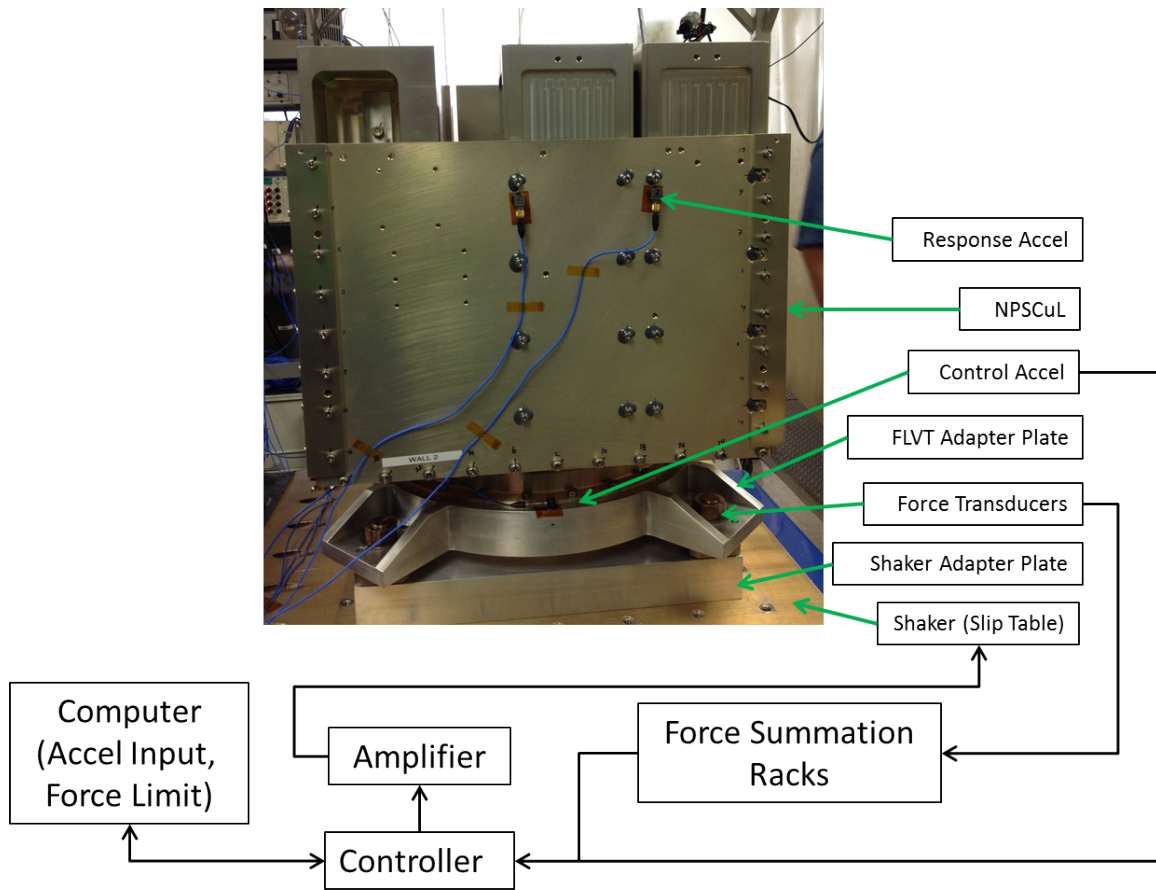 Response Accel
NPSCuL
Control Accel
WALL 2
FLVT Adapter Plate
Force Transducers
Shaker Adapter Plate
Shaker (Slip Table)
Computer
(Accel Input,
Force Limit)
Amplifier
Force Summation
Racks
Controller